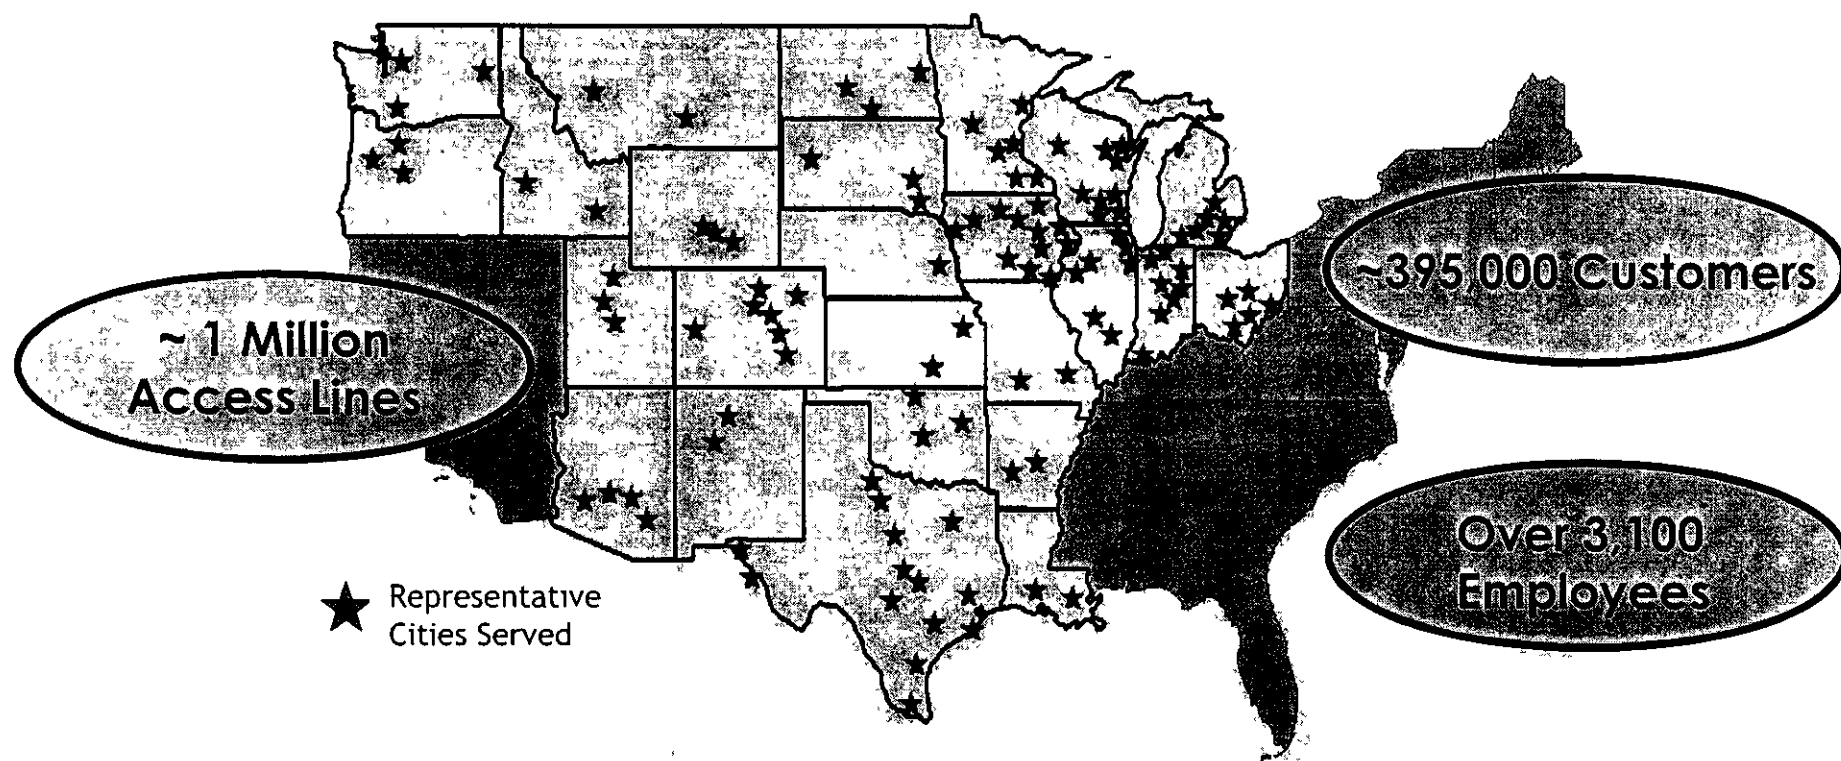 ~395,000 Customers
~ 1 Million
Access Lines
Over 3,100
Employees
Representative
Cities Served